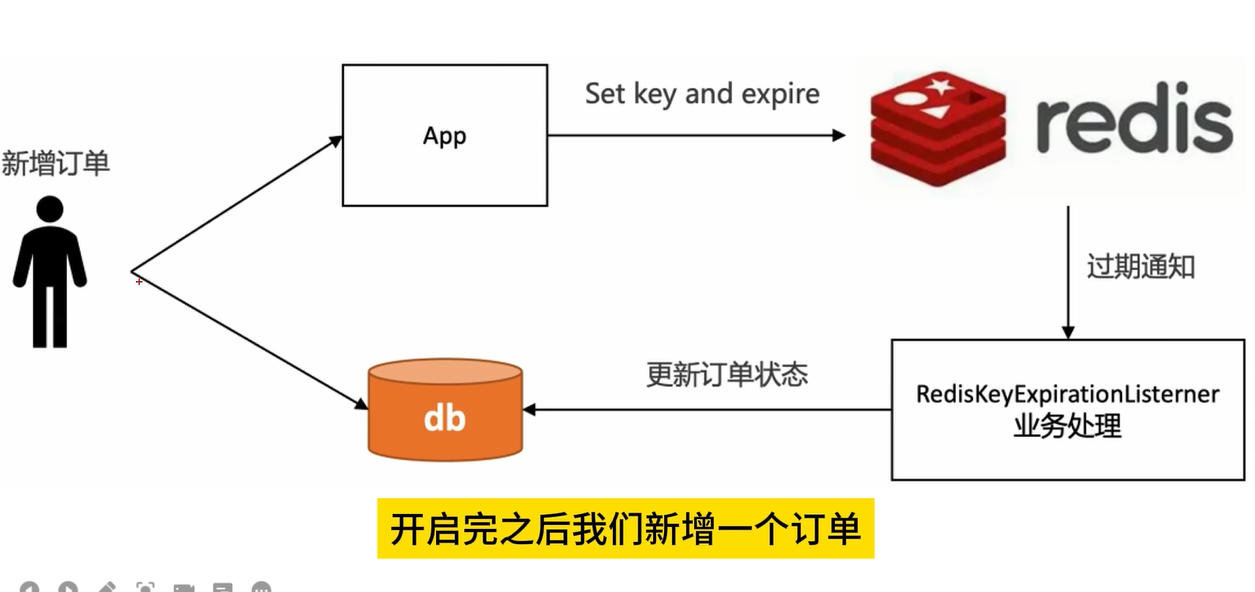 新增订单
App
Set key and expire
redis
过期通知
更新订单状态
db
RedisKeyExpirationListerner
业务处理
开启完之后我们新增一个订单